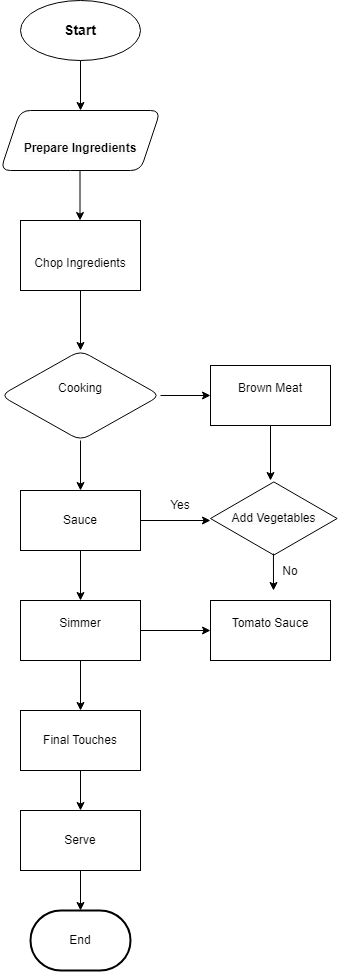 Start
Prepare Ingredients
Chop Ingredients
Cooking
Brown Meat
Sauce
Yes
Add Vegetables
No
Simmer
Tomato Sauce
Final Touches
Serve
End